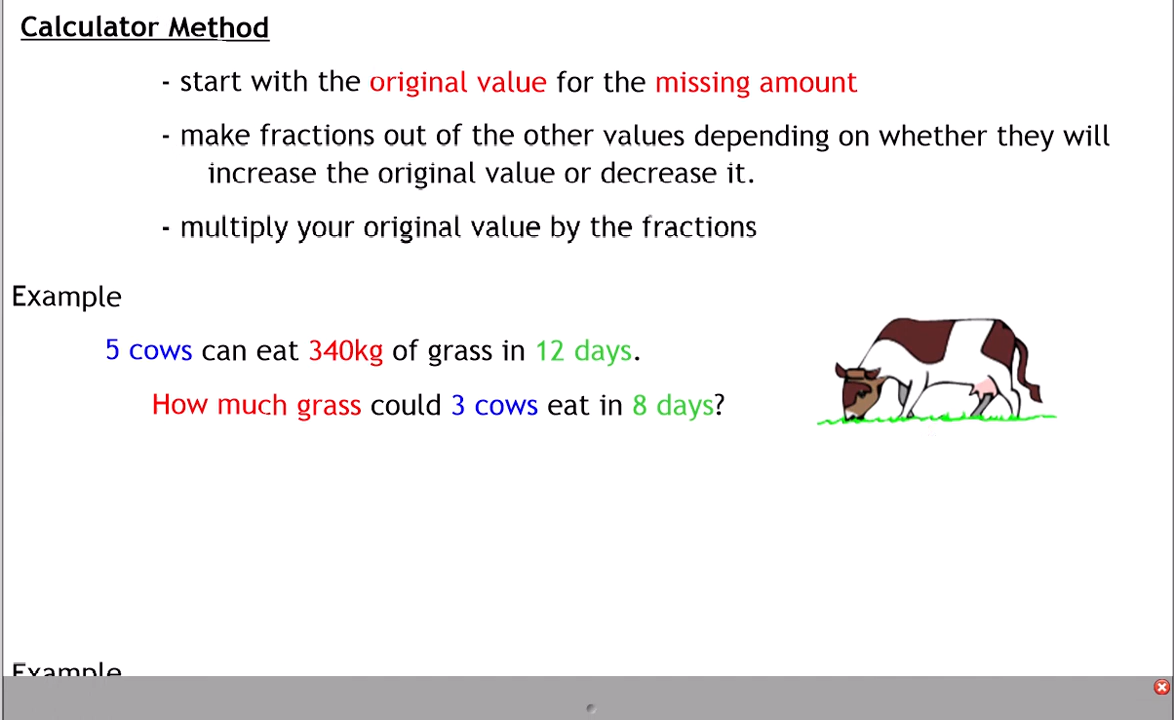 Calculator Method
- start with the original value for the missing amount
- make fractions out of the other values depending on whether they will
increase the original value or decrease it.
- multiply your original value by the fractions
Example
5 cows can eat 340kg of grass in 12 days.
How much grass could 3 cows eat in 8 days?
Example